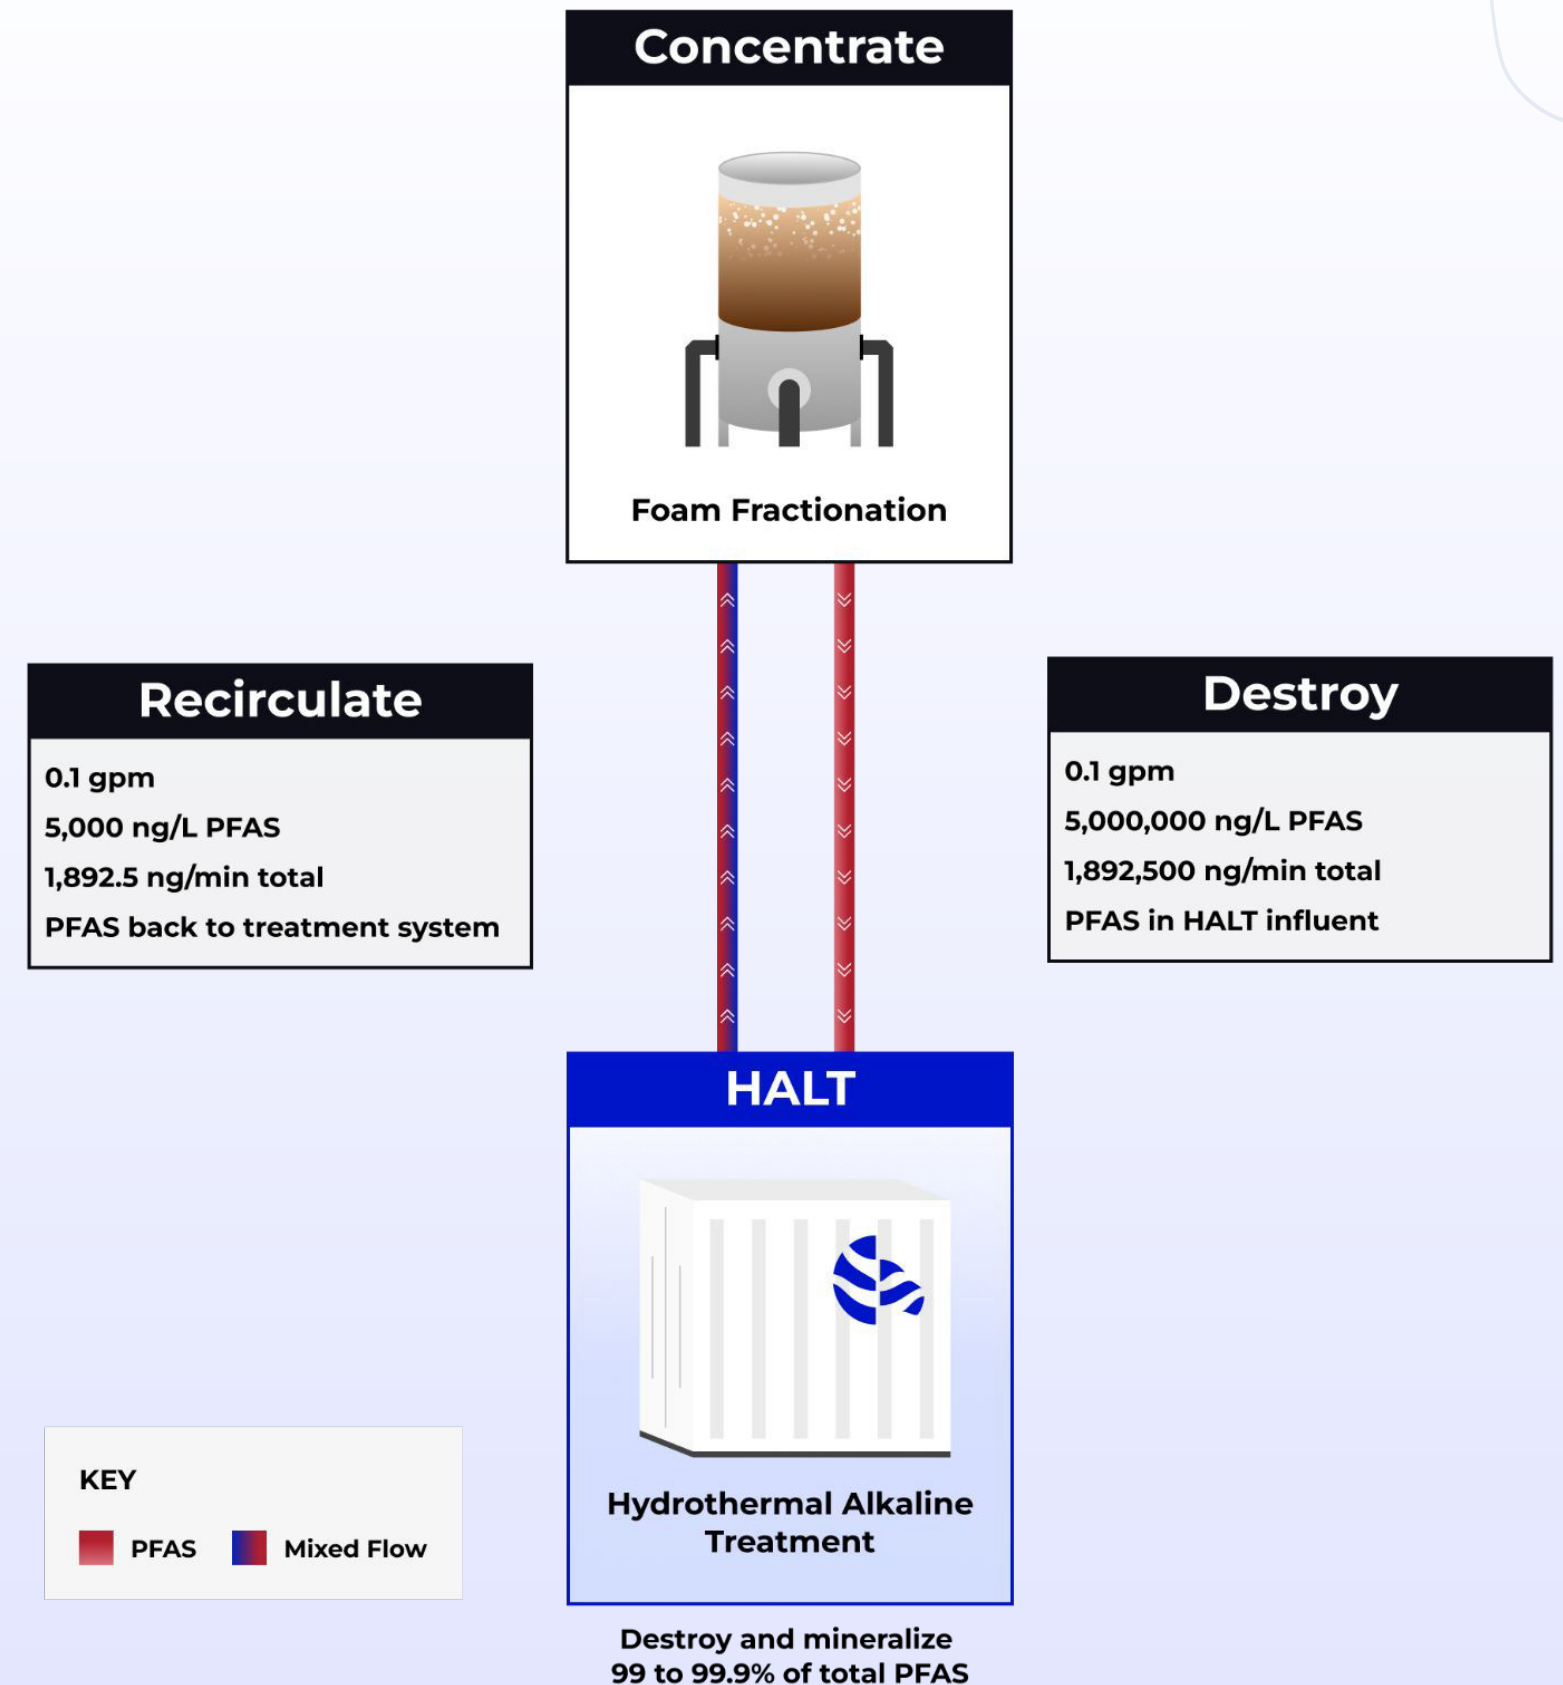 Concentrate
Foam Fractionation
Recirculate
0.1 gpm
5,000 ng/L PFAS
1,892.5 ng/min total
PFAS back to treatment system
Destroy
0.1 gpm
5,000,000 ng/L PFAS
1,892,500 ng/min total
PFAS in HALT influent
HALT
Hydrothermal Alkaline
Treatment
Destroy and mineralize
99 to 99.9% of total PFAS
KEY
PFAS
Mixed Flow